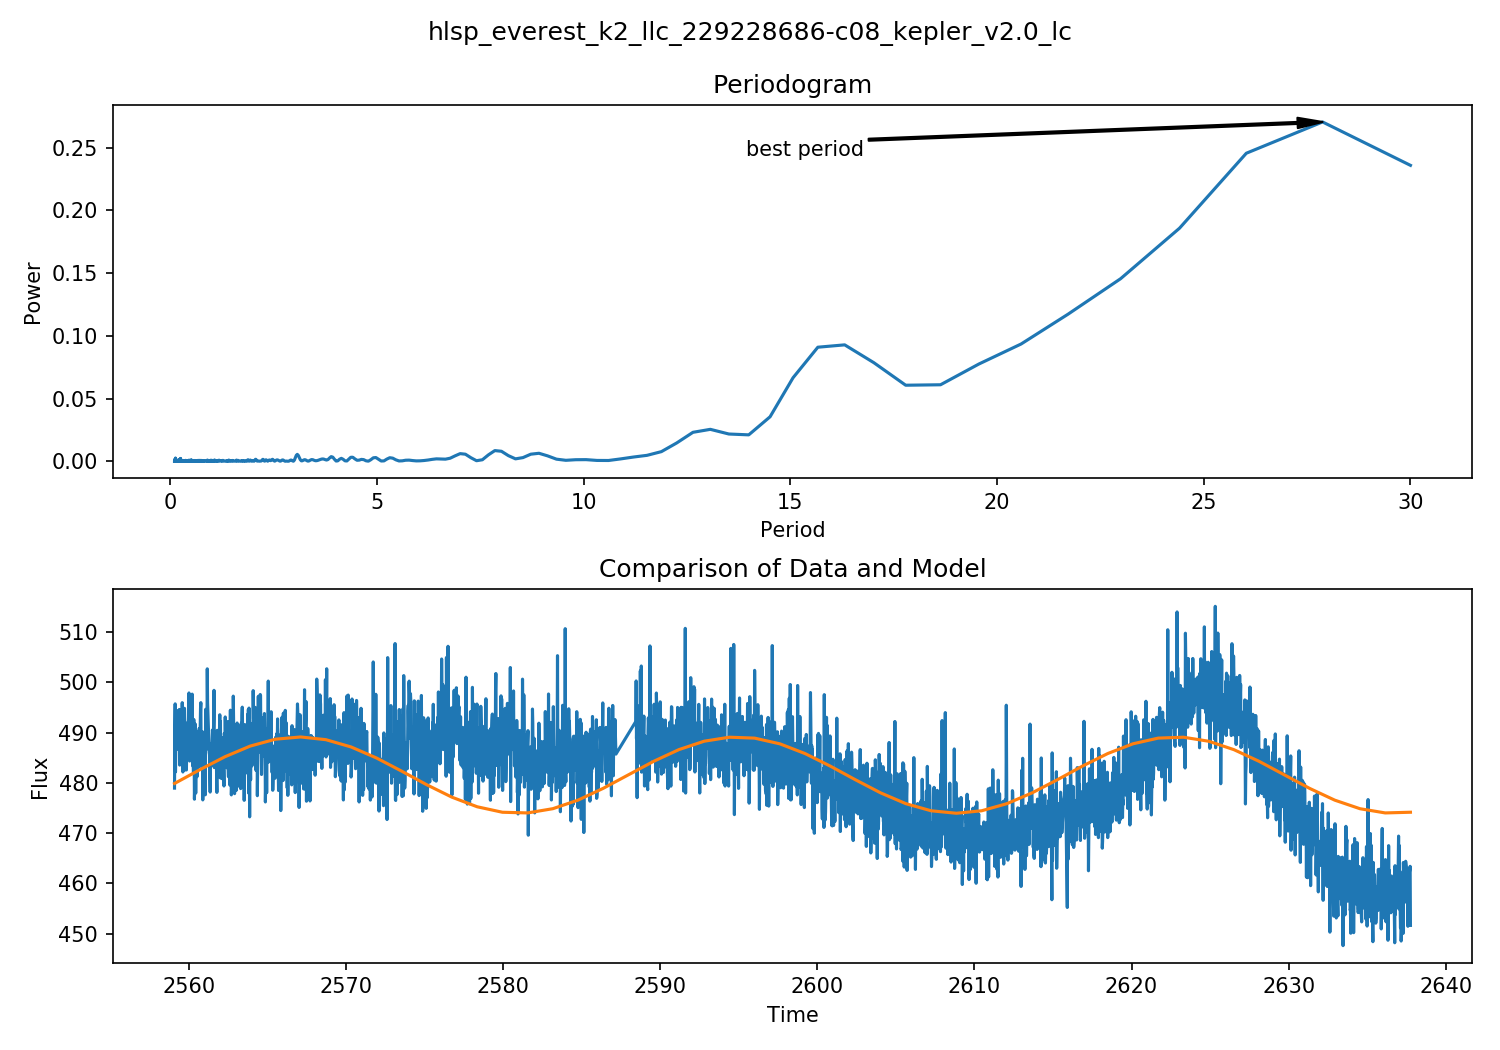 hlsp_everest_k2_llc_229228686-c08_kepler_v2.0_lc
Periodogram
best period
Power
0.25
0.20
0.15
0.10
0.05
0.00
0 5 10 15 20 25 30
Period
Comparison of Data and Model
Flux
510
500
490
480
470
460
450
2560 2570 2580 2590 2600 2610 2620 2630 2640
Time